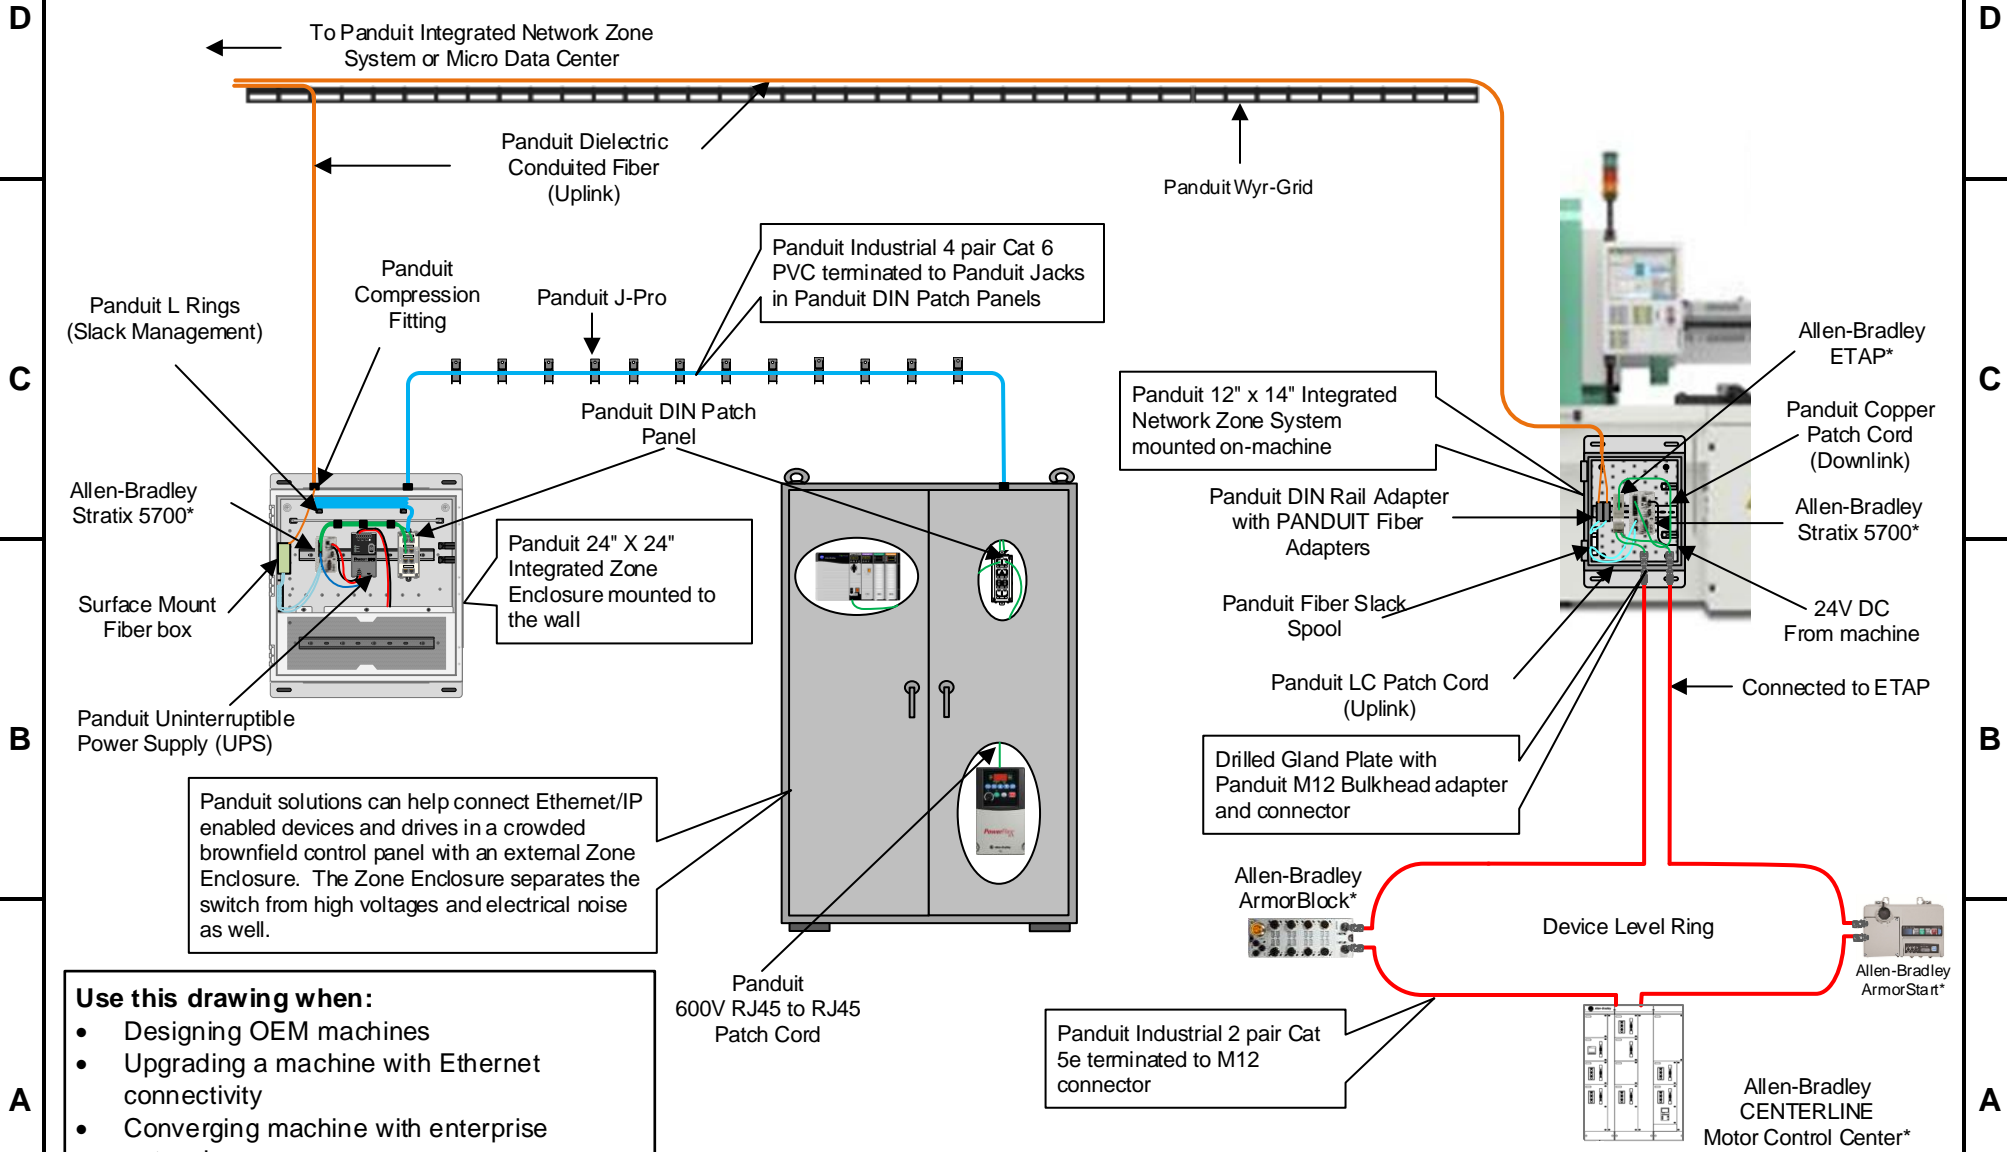 D
D
To Panduit Integrated Network Zone
System or Micro Data Center
Panduit Dielectric
Conduited Fiber
(Uplink)
Panduit Wyr-Grid
Panduit Industrial 4 pair Cat 6
PVC terminated to Panduit Jacks
in Panduit DIN Patch Panels
Panduit
Compression
Fitting
Panduit J-Pro
Panduit L Rings
(Slack Management)
Allen-Bradley
ETAP*
C
C
Panduit 12" x 14" Integrated
Network Zone System
mounted on-machine
Panduit DIN Patch
Panel
Panduit Copper
Patch Cord
(Downlink)
Allen-Bradley
Stratix 5700*
Panduit DIN Rail Adapter
with PANDUIT Fiber
Adapters
Allen-Bradley
Stratix 5700*
Panduit 24" X 24"
Integrated Zone
Enclosure mounted to
the wall
Surface Mount
Fiber box
Panduit Fiber Slack
Spool
24V DC
From machine
Panduit LC Patch Cord
(Uplink)
Connected to ETAP
Panduit Uninterruptible
Power Supply (UPS)
B
B
Drilled Gland Plate with
Panduit M12 Bulkhead adapter
and connector
Panduit solutions can help connect Ethernet/IP
enabled devices and drives in a crowded
brownfield control panel with an external Zone
Enclosure. The Zone Enclosure separates the
switch from high voltages and electrical noise
as well.
PowerFlex
Allen-Bradley
ArmorBlock*
Device Level Ring
Allen-Bradley
ArmorStart*
Panduit
600V RJ45 to RJ45
Patch Cord
Use this drawing when:
• Designing OEM machines
• Upgrading a machine with Ethernet
connectivity
• Converging machine with enterprise
Panduit Industrial 2 pair Cat
5e terminated to M12
connector
Allen-Bradley
CENTERLINE
Motor Control Center*
A
A